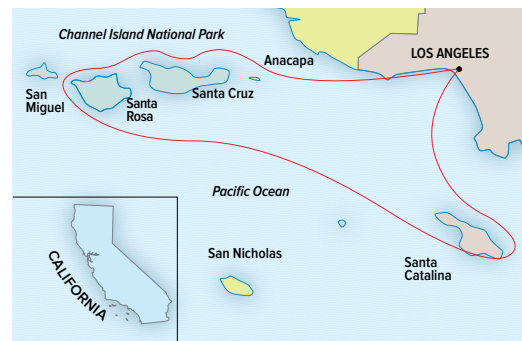 Channel Island National Park
Anacapa
LOS ANGELES
San
Miguel
Santa
Rosa
Santa Cruz
Pacific Ocean
San Nicholas
Santa
Catalina
CALIFORNIA